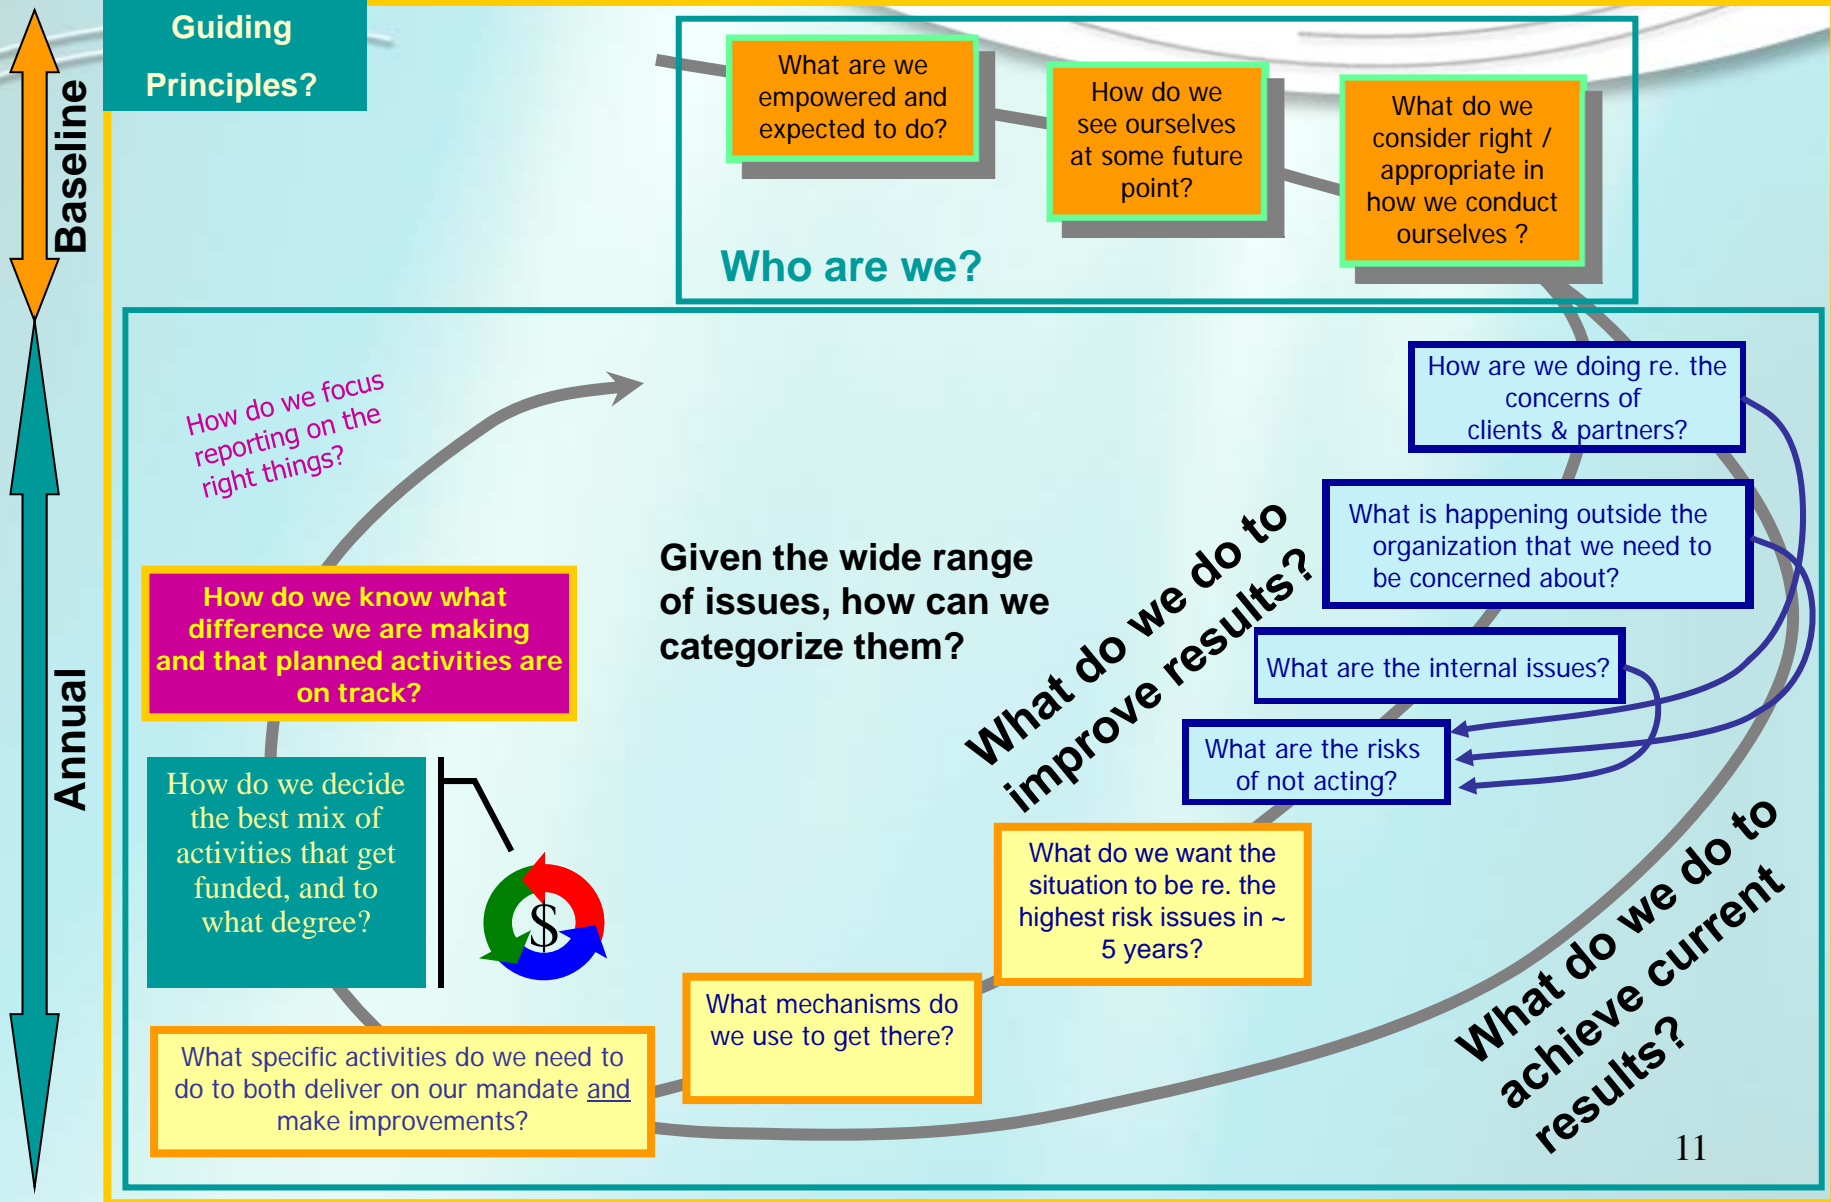 Guiding
Principles?
Baseline
What are we
empowered and
expected to do?
How do we
see ourselves
at some future
point?
What do we
consider right /
appropriate in
how we conduct
ourselves ?
Who are we?
Annual
How do we focus
reporting on the
right things?
How are we doing re. the
concerns of
clients & partners?
What is happening outside the
organization that we need to
be concerned about?
What are the internal issues?
What are the risks
of not acting?
What do we do to
improve results?
Given the wide range
of issues, how can we
categorize them?
How do we know what
difference we are making
and that planned activities are
on track?
How do we decide
the best mix of
activities that get
funded, and to
what degree?
$
What do we want the
situation to be re. the
highest risk issues in ~
5 years?
What mechanisms do
we use to get there?
What specific activities do we need to
do to both deliver on our mandate and
make improvements?
What do we do to
achieve current
results?
11